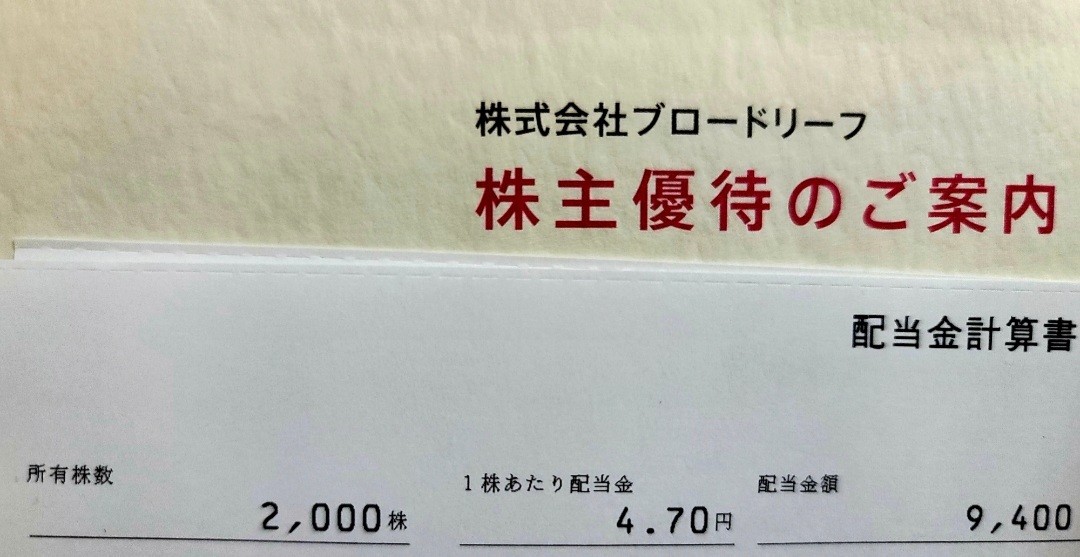 株式会社ブロードリーフ
株主優待のご案内
配当金計算書
所有株数
2,000株
1株あたり配当金
4.70円
配当金額
9,400